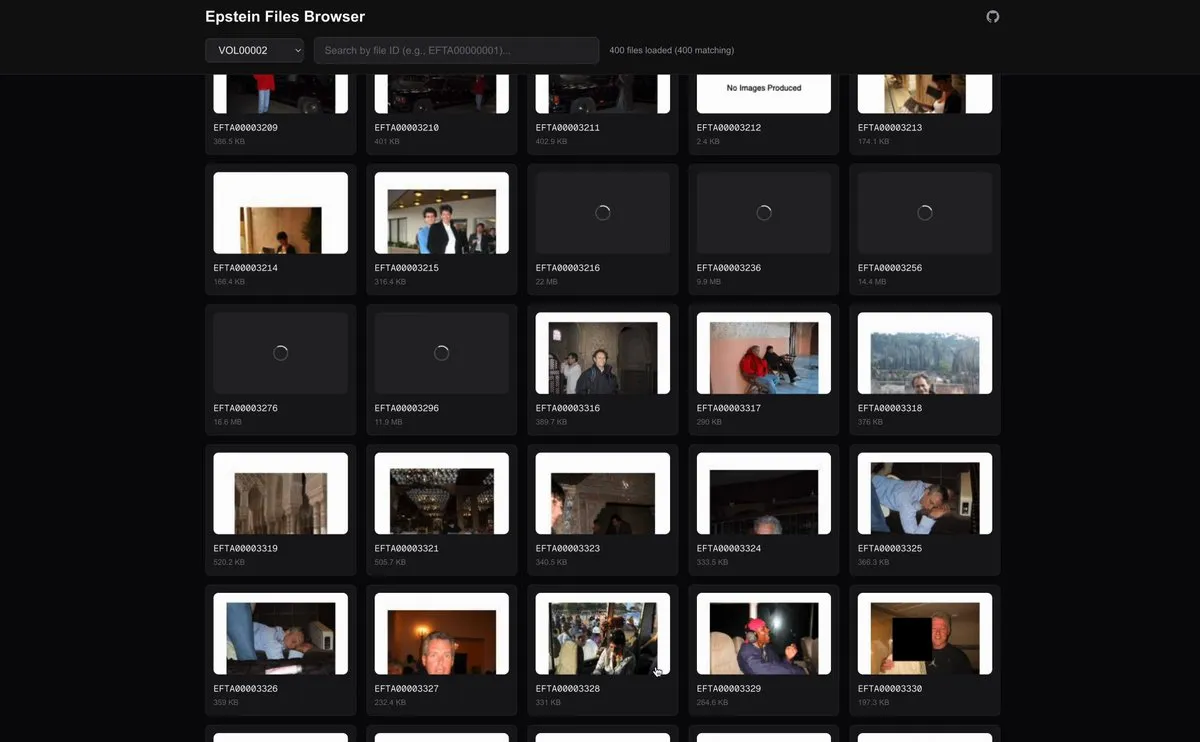 Epstein Files Browser
VOL00002
Search by file ID (e.g., EFTA00000001)...
400 files loaded (400 matching)
No Images Produced
EFTA00003209
EFTA00003210
EFTA00003211
EFTA00003212
EFTA00003213
386.5 KB
401 KB
402.9 KB
2.4 KB
174.1 KB
EFTA00003214
EFTA00003215
EFTA00003216
EFTA00003236
EFTA00003256
166.4 KB
316.4 KB
22 MB
9.9 MB
14.4 MB
EFTA00003276
EFTA00003296
EFTA00003316
EFTA00003317
EFTA00003318
16.6 MB
11.9 MB
389.7 KB
290 KB
376 KB
EFTA00003319
EFTA00003321
EFTA00003323
EFTA00003324
EFTA00003325
520.2 KB
505.7 KB
340.5 KB
333.5 KB
366.3 KB
EFTA00003326
EFTA00003327
EFTA00003328
EFTA00003329
EFTA00003330
359 KB
232.4 KB
331 KB
284.6 KB
197.3 KB